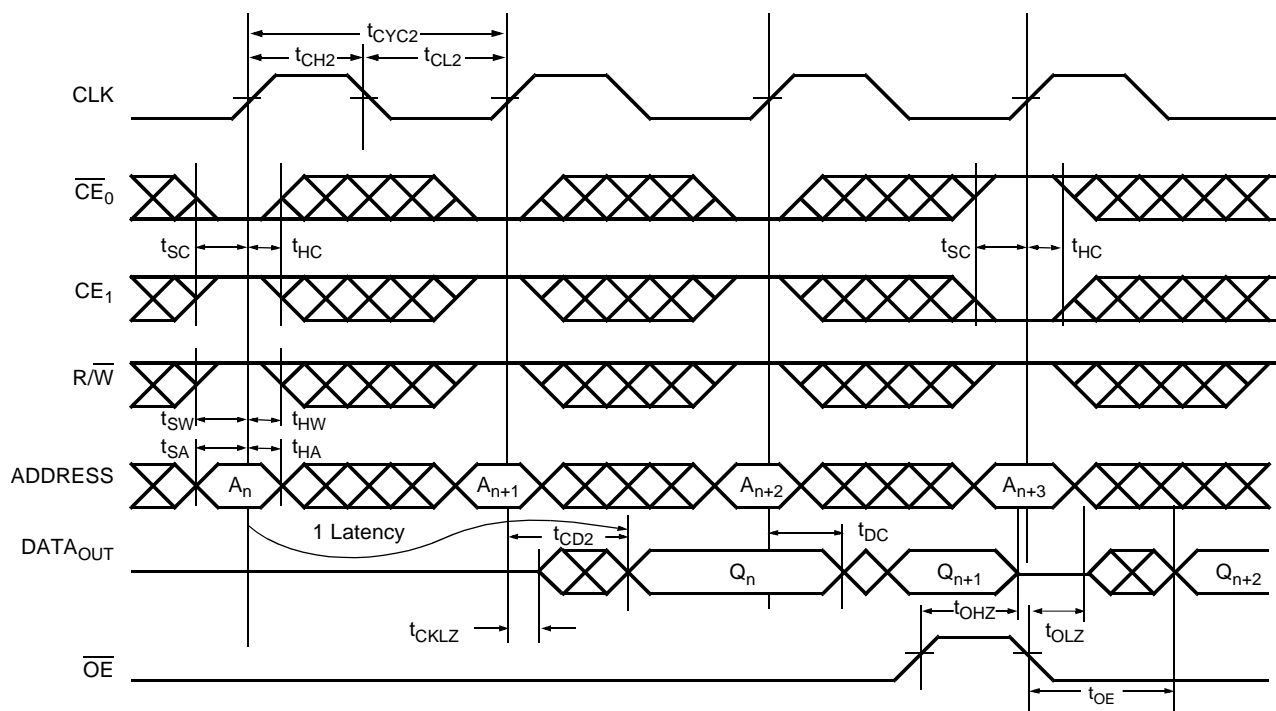 tCYC2
tCH2
tCL2
CLK
CE0
tSC
tHC
tSC
tHC
CE1
R/W
tSW
tHW
tSA
tHA
ADDRESS
An
An+1
An+2
An+3
1 Latency
tCD2
tDC
DATAOUT
Qn
Qn+1
Qn+2
tOHZ
tCKLZ
tOLZ
OE
tOE